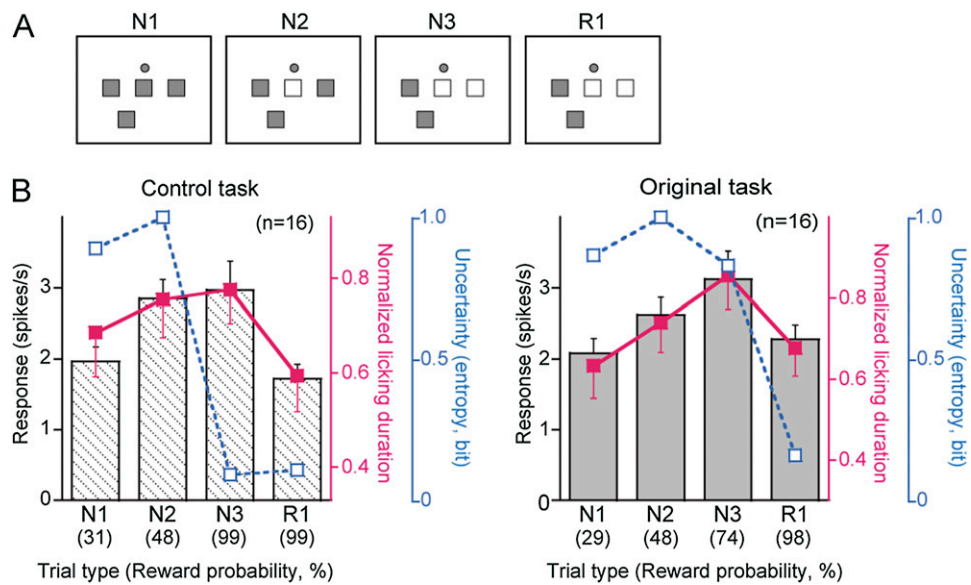 A
N1 N2 N3 R1
B
Control task
(n=16)
Response (spikes/s)
3
2
1
0
0.8
0.6
0.4
Normalized licking duration
1.0
0.5
0
Uncertainty (entropy, bit)
N1 N2 N3 R1
(31) (48) (99) (99)
Trial type (Reward probability, %)
Original task
(n=16)
Response (spikes/s)
3
2
1
0
0.8
0.6
0.4
Normalized licking duration
1.0
0.5
0
Uncertainty (entropy, bit)
N1 N2 N3 R1
(29) (48) (74) (98)
Trial type (Reward probability, %)